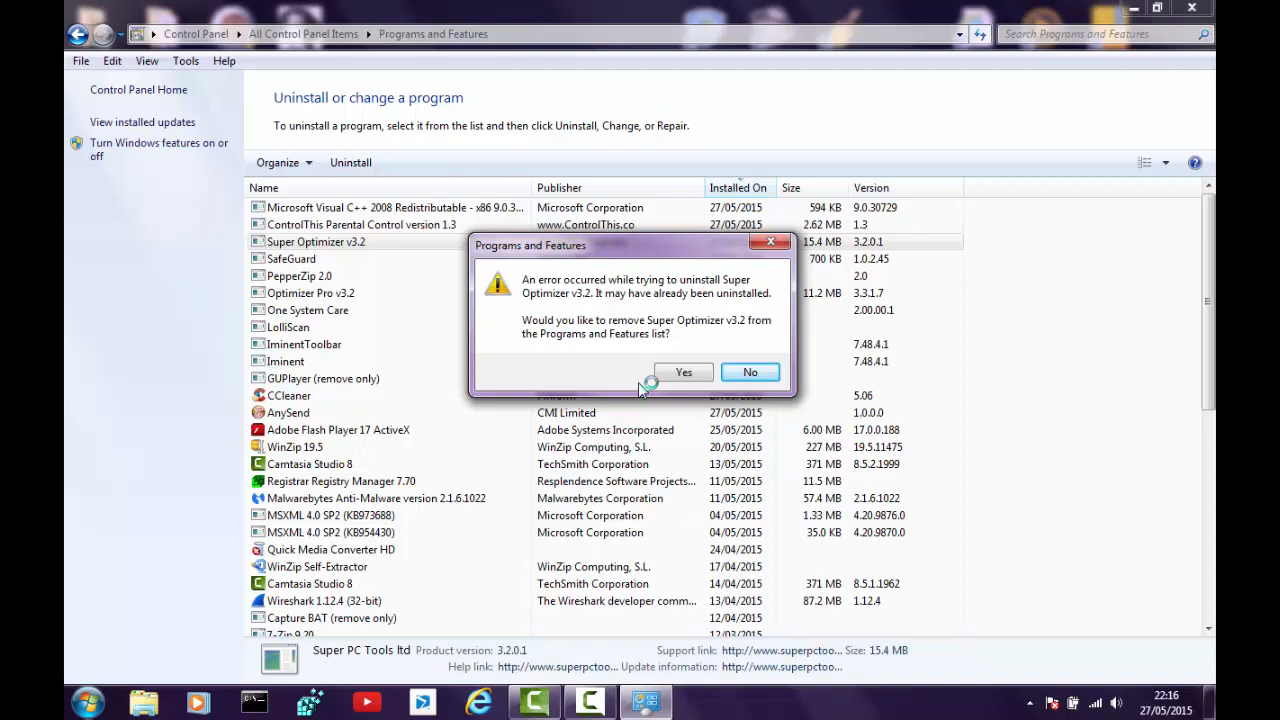 Control Panel All Control Panel Items Programs and Features
Search Programs and Features
File Edit View Tools Help
Control Panel Home
View installed updates
Turn Windows features on or
off
Uninstall or change a program
To uninstall a program, select it from the list and then click Uninstall, Change, or Repair.
Organize Uninstall
Name Publisher Installed On Size Version
Microsoft Visual C++ 2008 Redistributable - x86 9.0.3... Microsoft Corporation 27/05/2015 594 KB 9.0.30729
ControlThis Parental Control version 1.3 www.ControlThis.co 27/05/2015 2.62 MB 1.3
Super Optimizer v3.2 15.4 MB 3.2.0.1
SafeGuard 700 KB 1.0.2.45
PepperZip 2.0 2.0
Optimizer Pro v3.2 11.2 MB 3.3.1.7
One System Care 2.00.00.1
LolliScan
IminentToolbar 7.48.4.1
Iminent 7.48.4.1
GUPlayer (remove only)
CCleaner 5.06
AnySend CMI Limited 27/05/2015 1.0.0.0
Adobe Flash Player 17 ActiveX Adobe Systems Incorporated 25/05/2015 6.00 MB 17.0.0.188
WinZip 19.5 WinZip Computing, S.L. 20/05/2015 227 MB 19.5.11475
Camtasia Studio 8 TechSmith Corporation 13/05/2015 371 MB 8.5.2.1999
Registrar Registry Manager 7.70 Resplendence Software Projects... 11/05/2015 11.5 MB
Malwarebytes Anti-Malware version 2.1.6.1022 Malwarebytes Corporation 11/05/2015 57.4 MB 2.1.6.1022
MSXML 4.0 SP2 (KB973688) Microsoft Corporation 04/05/2015 1.33 MB 4.20.9876.0
MSXML 4.0 SP2 (KB954430) Microsoft Corporation 04/05/2015 35.0 KB 4.20.9870.0
Quick Media Converter HD 24/04/2015
WinZip Self-Extractor WinZip Computing, S.L. 17/04/2015
Camtasia Studio 8 TechSmith Corporation 14/04/2015 371 MB 8.5.1.1962
Wireshark 1.12.4 (32-bit) The Wireshark developer comm... 13/04/2015 87.2 MB 1.12.4
Capture BAT (remove only) 12/04/2015
7-Zip 9.20 12/03/2015
Programs and Features
An error occurred while trying to uninstall Super
Optimizer v3.2. It may have already been uninstalled.
Would you like to remove Super Optimizer v3.2 from
the Programs and Features list?
Yes No
Super PC Tools ltd Product version: 3.2.0.1 Support link: http://www.superpctoo... Size: 15.4 MB
Help link: http://www.superpctoo... Update information: http://www.superpctoo...
22:16
27/05/2015